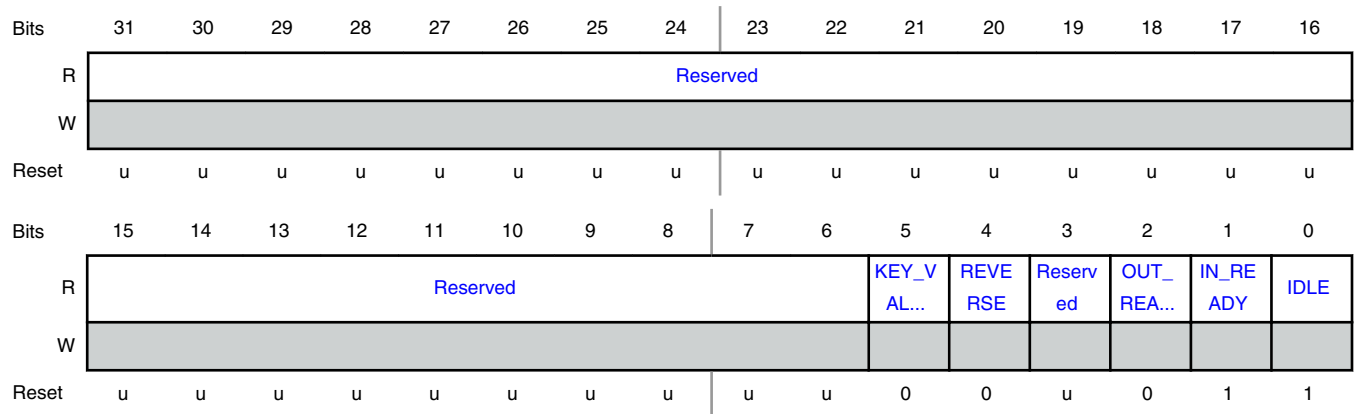 Bits 31 30 29 28 27 26 25 24 23 22 21 20 19 18 17 16
R Reserved
W
Reset u u u u u u u u u u u u u u u u
Bits 15 14 13 12 11 10 9 8 7 6 5 4 3 2 1 0
R Reserved KEY_V AL... REVE RSE Reserv ed OUT_ REA... IN_RE ADY IDLE
W
Reset u u u u u u u u u u 0 0 u 0 1 1